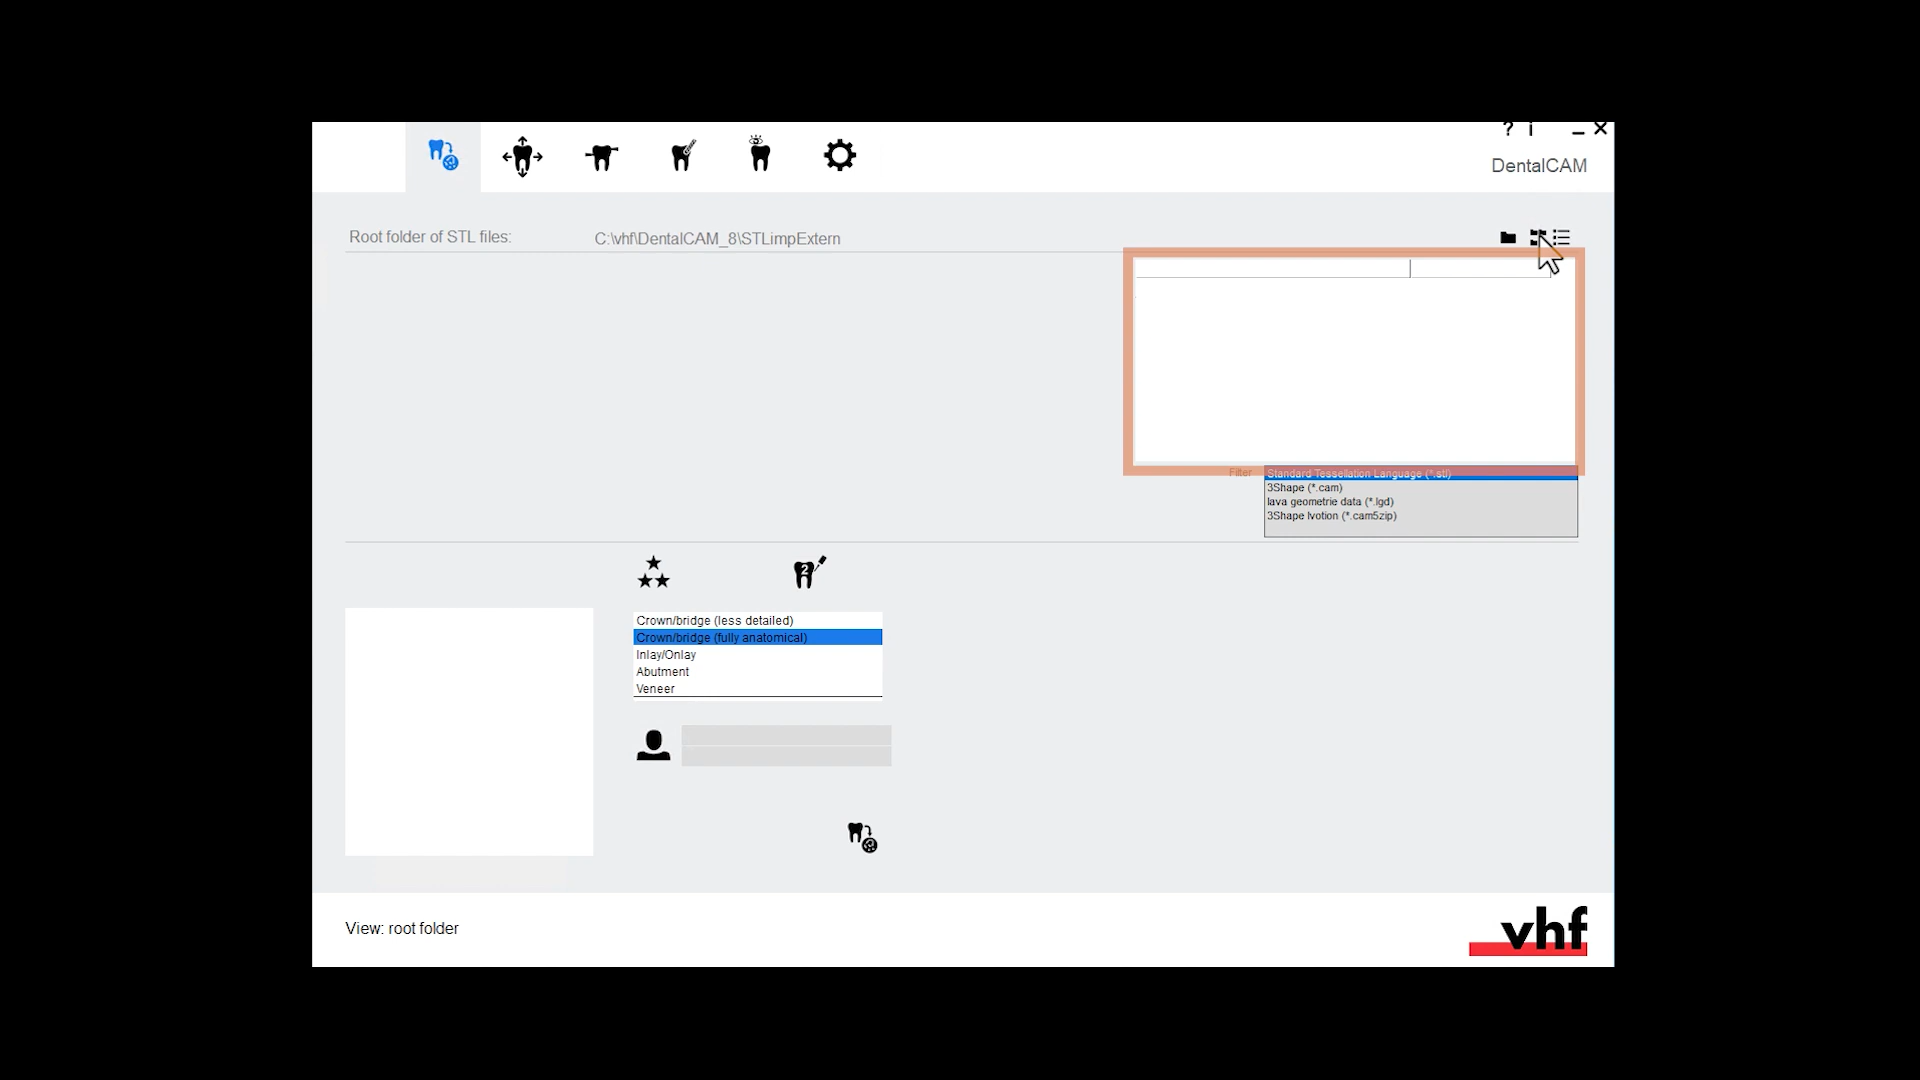 ? i
DentalCAM
Root folder of STL files:
C:\vhf\DentalCAM_8\STLimpExtern
Filter
Standard Tessellation Language (*.stl)
3Shape (*.cam)
lava geometrie data (*.lgd)
3Shape Ivotion (*.cam5zip)
2
Crown/bridge (less detailed)
Crown/bridge (fully anatomical)
Inlay/Onlay
Abutment
Veneer
View: root folder
vhf